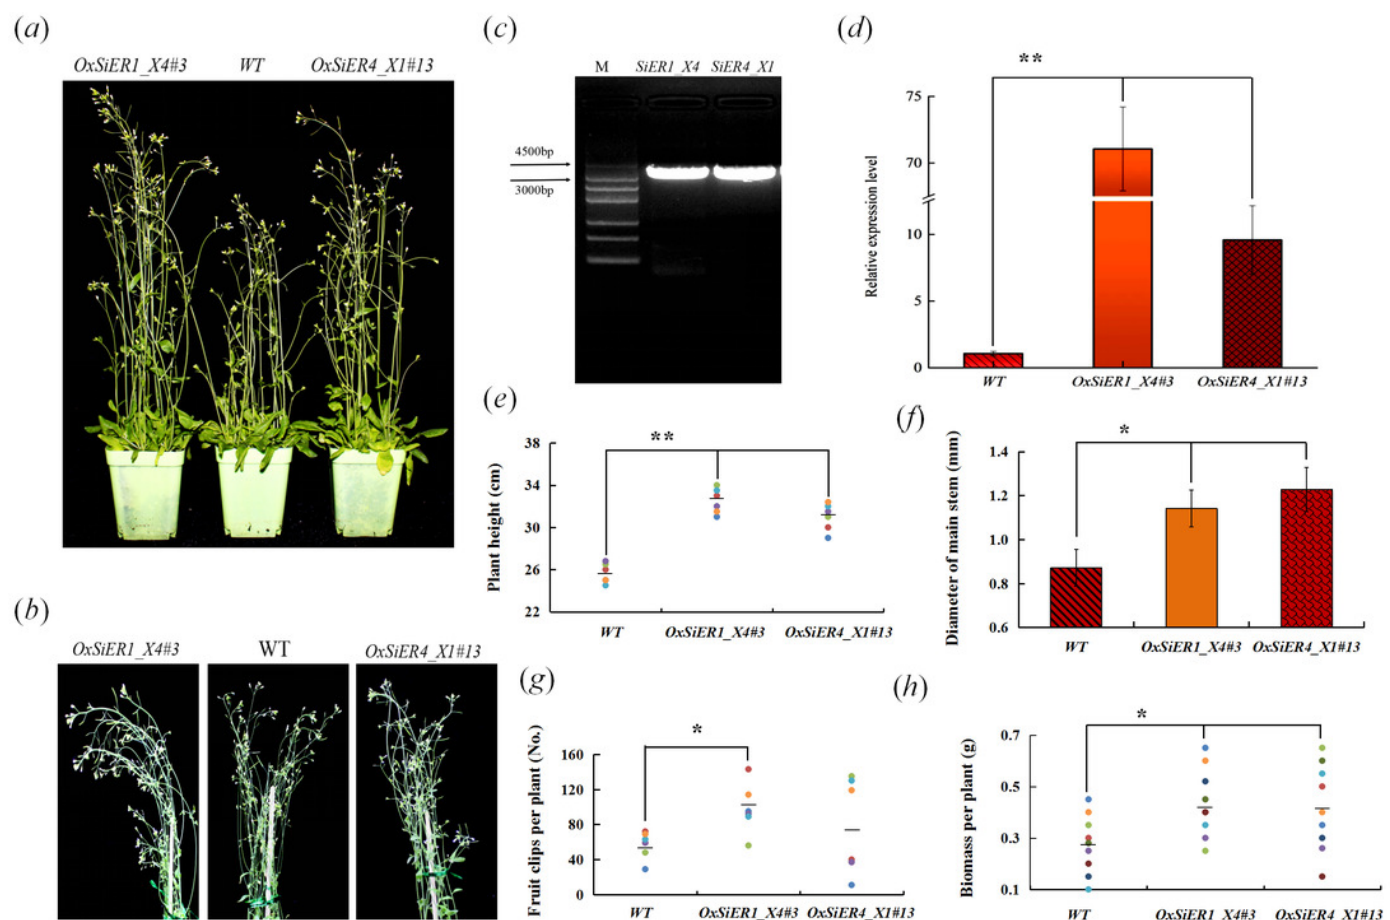 (a)
OxSiER1_X4#3 WT OxSiER4_X1#13
(b)
OxSiER1_X4#3 WT OxSiER4_X1#13
(c)
M SiER1_X4 SiER4_X1
4500bp
3000bp
(d)
**
Relative expression level
75
70
10
5
0
WT OxSiER1_X4#3 OxSiER4_X1#13
(e)
**
Plant height (cm)
38
34
30
26
22
WT OxSiER1_X4#3 OxSiER4_X1#13
(f)
*
Diameter of main stem (mm)
1.4
1.2
1.0
0.8
0.6
WT OxSiER1_X4#3 OxSiER4_X1#13
(g)
*
Fruit clips per plant (No.)
160
120
80
40
0
WT OxSiER1_X4#3 OxSiER4_X1#13
(h)
*
Biomass per plant (g)
0.7
0.5
0.3
0.1
WT OxSiER1_X4#3 OxSiER4_X1#13